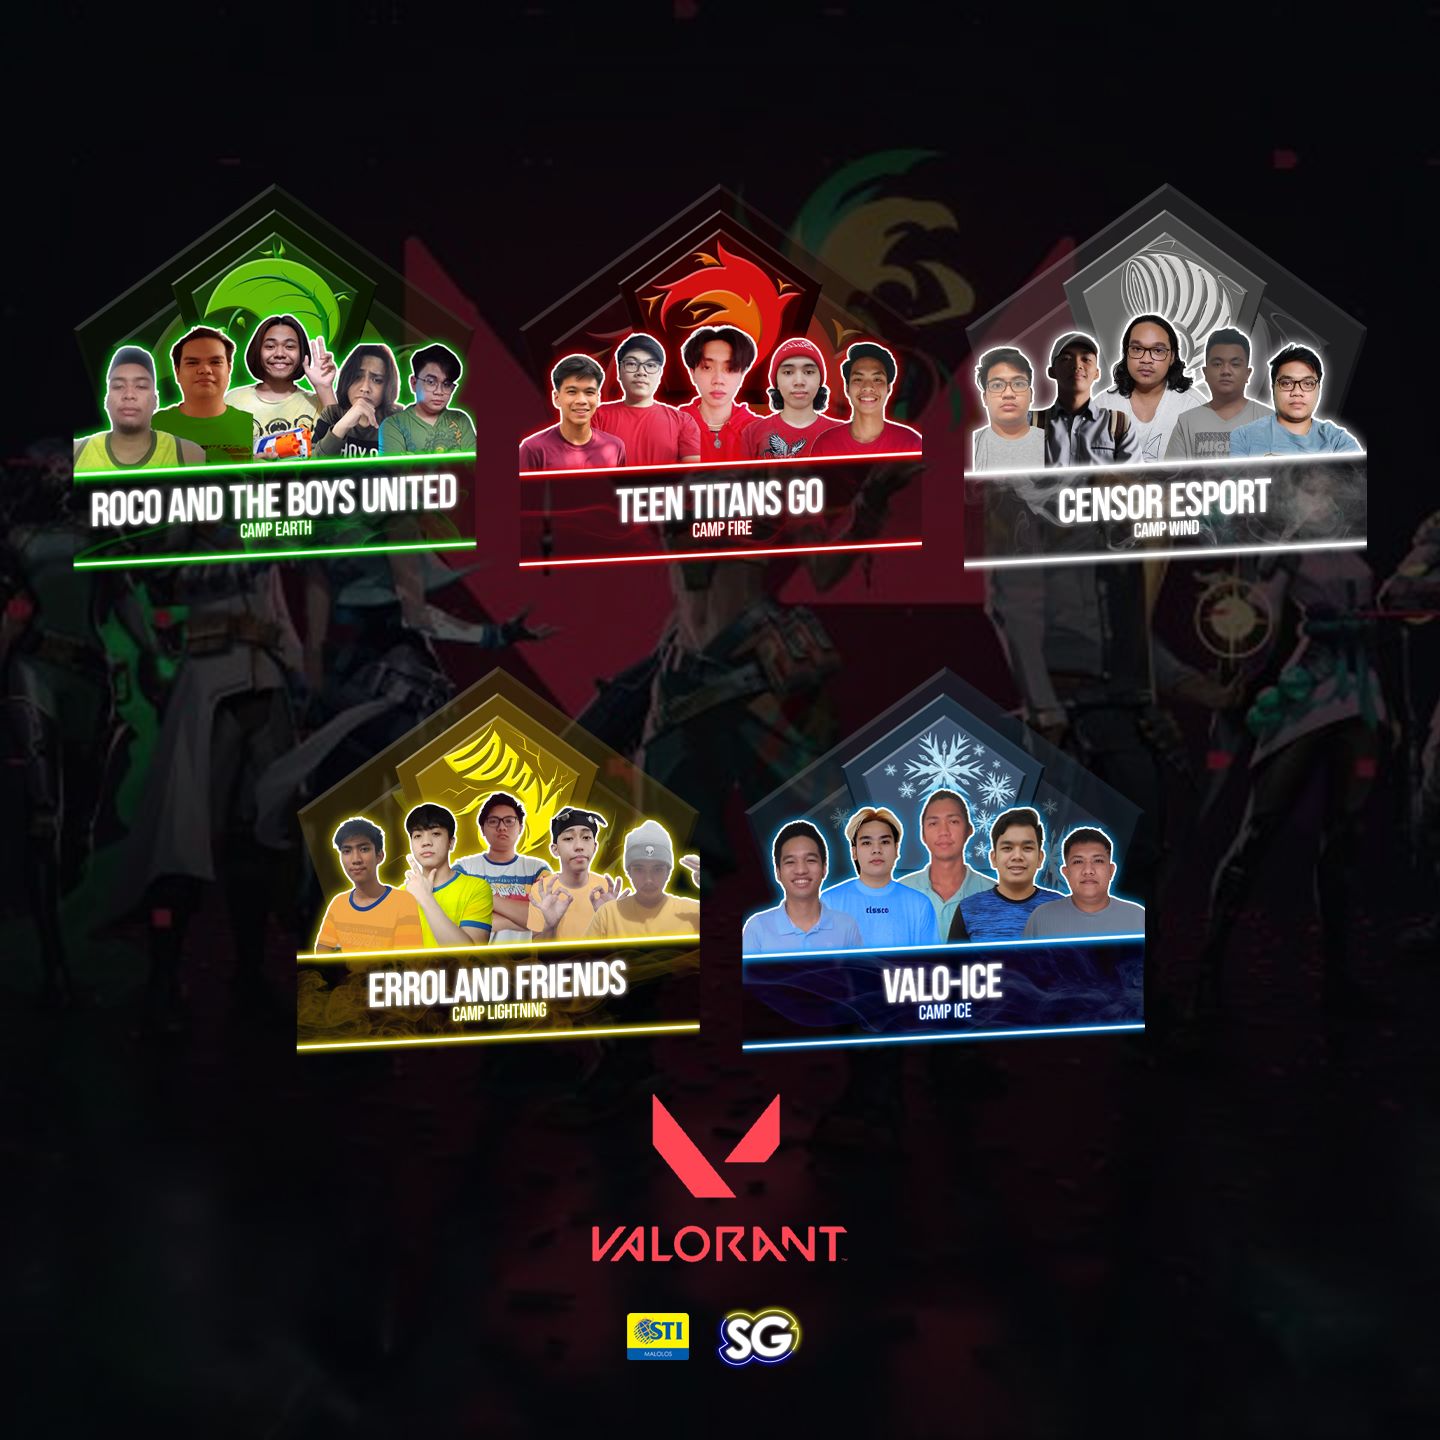 ROCO AND THE BOYS UNITED
CAMP EARTH
TEEN TITANS GO
CAMP FIRE
CENSOR ESPORT
CAMP WIND
ERROLAND FRIENDS
CAMP LIGHTNING
clssco
VALO-ICE
CAMP ICE
VALORANT
STI
MALOLOS
SG